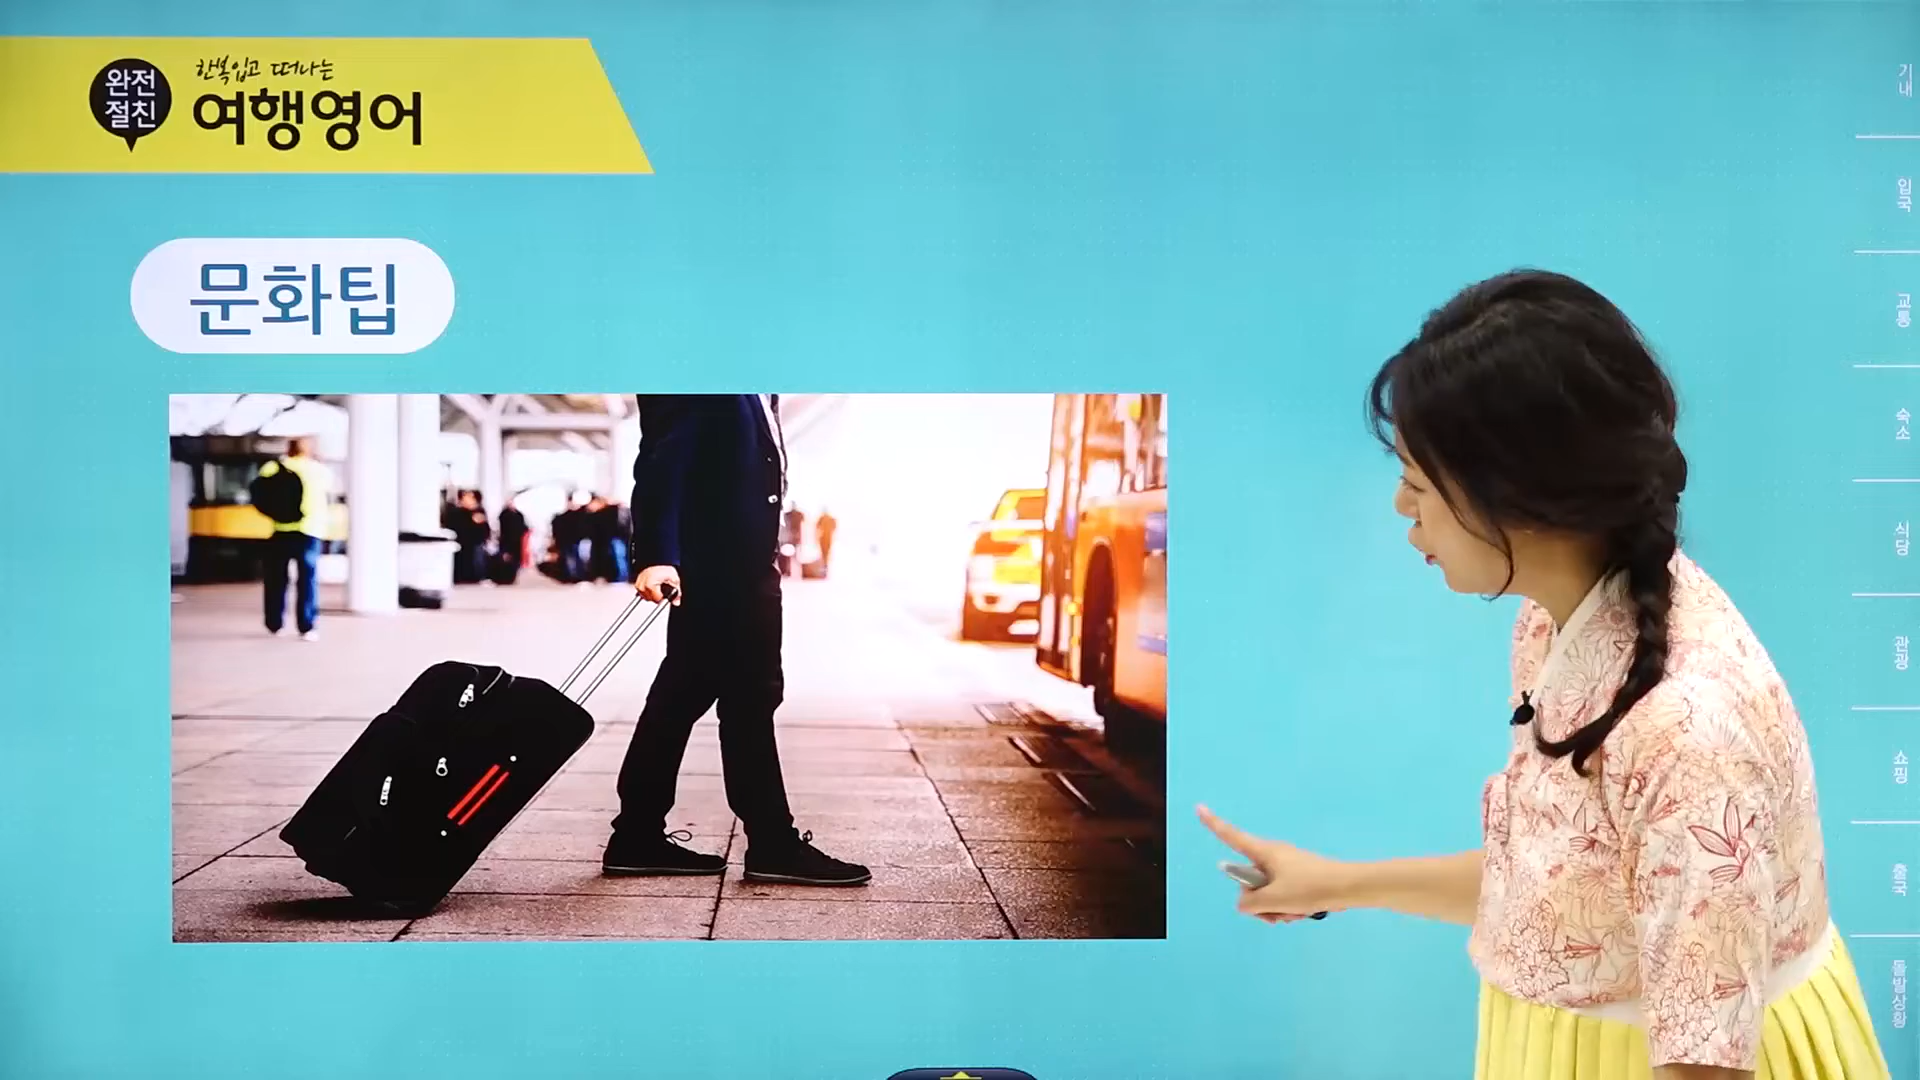 완전
절친
한복입고 떠나는
여행영어
문화팁
기내
입국
교통
숙소
식당
관광
쇼핑
출국
돌발상황